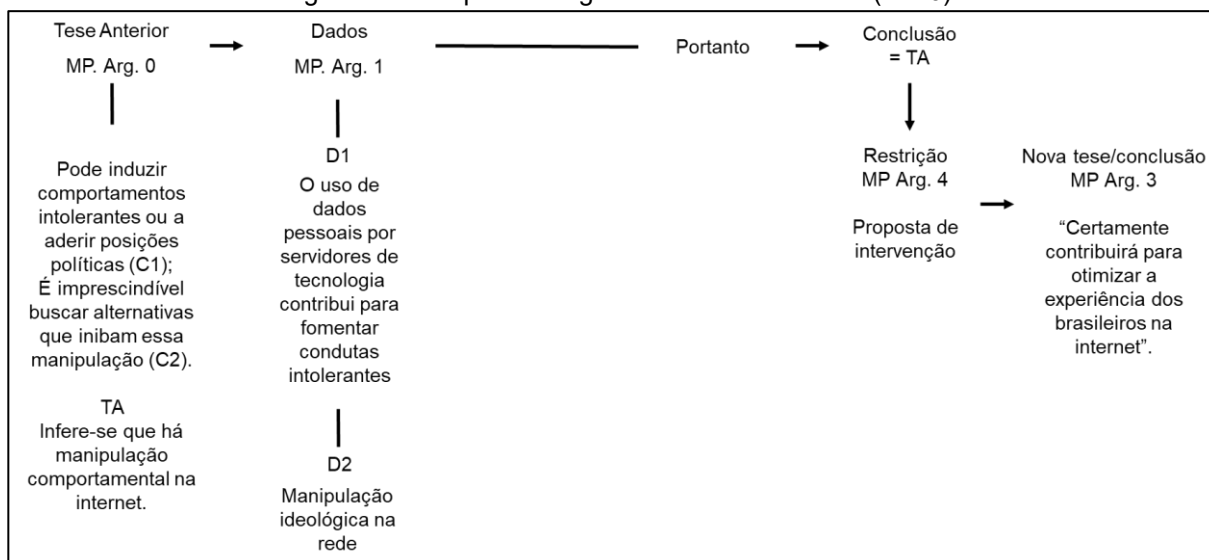 Tese Anterior
MP. Arg. 0
Pode induzir
comportamentos
intolerantes ou a
aderir posições
políticas (C1);
É imprescindível
buscar alternativas
que inibam essa
manipulação (C2).
TA
Infere-se que há
manipulação
comportamental na
internet.
Dados
MP. Arg. 1
D1
O uso de
dados
pessoais por
servidores de
tecnologia
contribui para
fomentar
condutas
intolerantes
D2
Manipulação
ideológica na
rede
Portanto
Conclusão
= TA
Restrição
MP Arg. 4
Proposta de
intervenção
Nova tese/conclusão
MP Arg. 3
“Certamente
contribuirá para
otimizar a
experiência dos
brasileiros na
internet”.